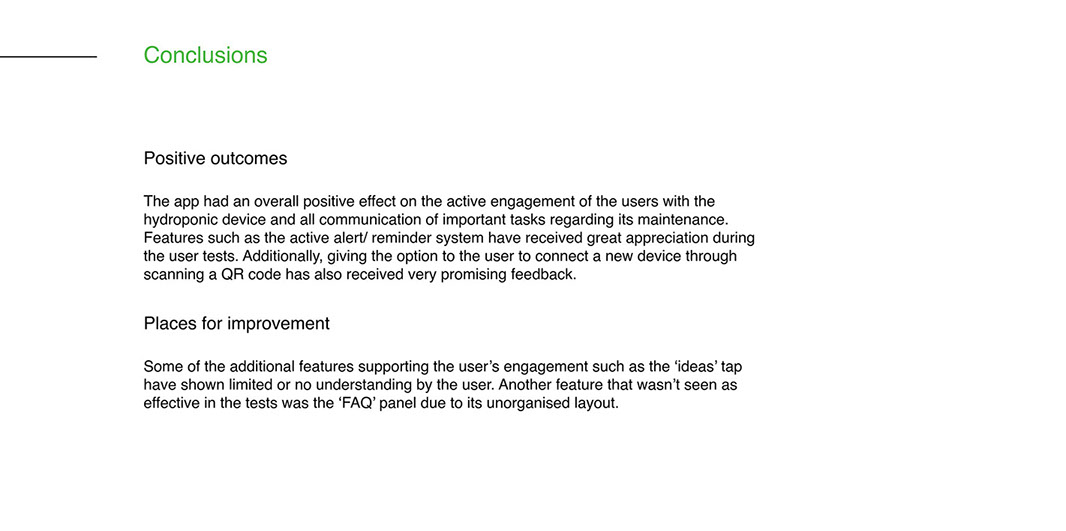 Conclusions
Positive outcomes
The app had an overall positive effect on the active engagement of the users with the
hydroponic device and all communication of important tasks regarding its maintenance.
Features such as the active alert/ reminder system have received great appreciation during
the user tests. Additionally, giving the option to the user to connect a new device through
scanning a QR code has also received very promising feedback.
Places for improvement
Some of the additional features supporting the user’s engagement such as the ‘ideas’ tap
have shown limited or no understanding by the user. Another feature that wasn’t seen as
effective in the tests was the ‘FAQ’ panel due to its unorganised layout.